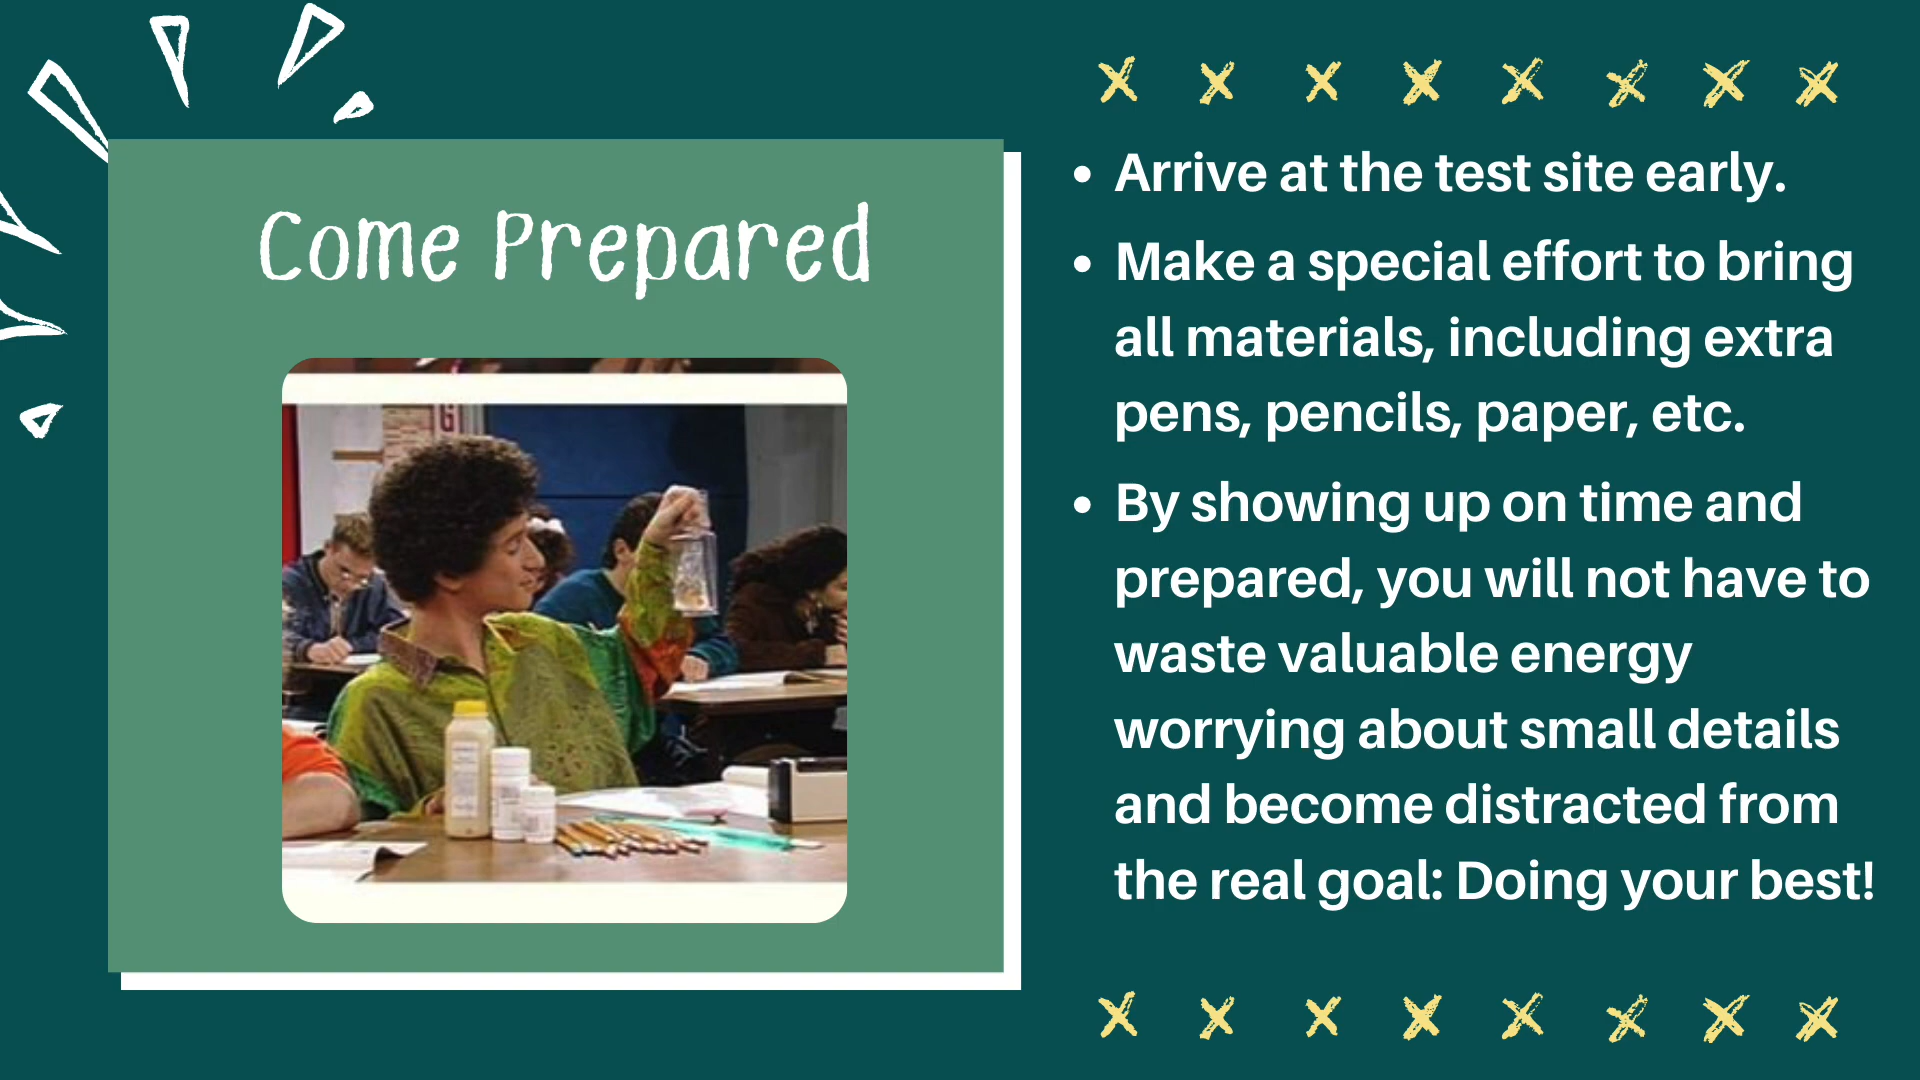 Come Prepared
• Arrive at the test site early.
• Make a special effort to bring
all materials, including extra
pens, pencils, paper, etc.
• By showing up on time and
prepared, you will not have to
waste valuable energy
worrying about small details
and become distracted from
the real goal: Doing your best!